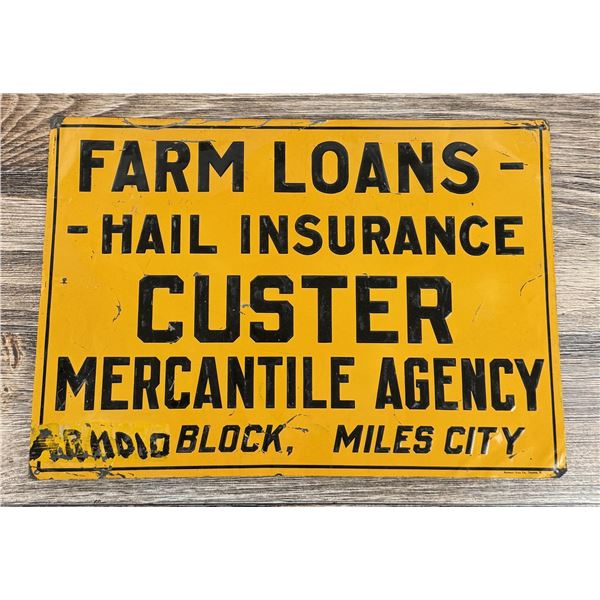 FARM LOANS -
- HAIL INSURANCE
CUSTER
MERCANTILE AGENCY
BLOCK, MILES CITY